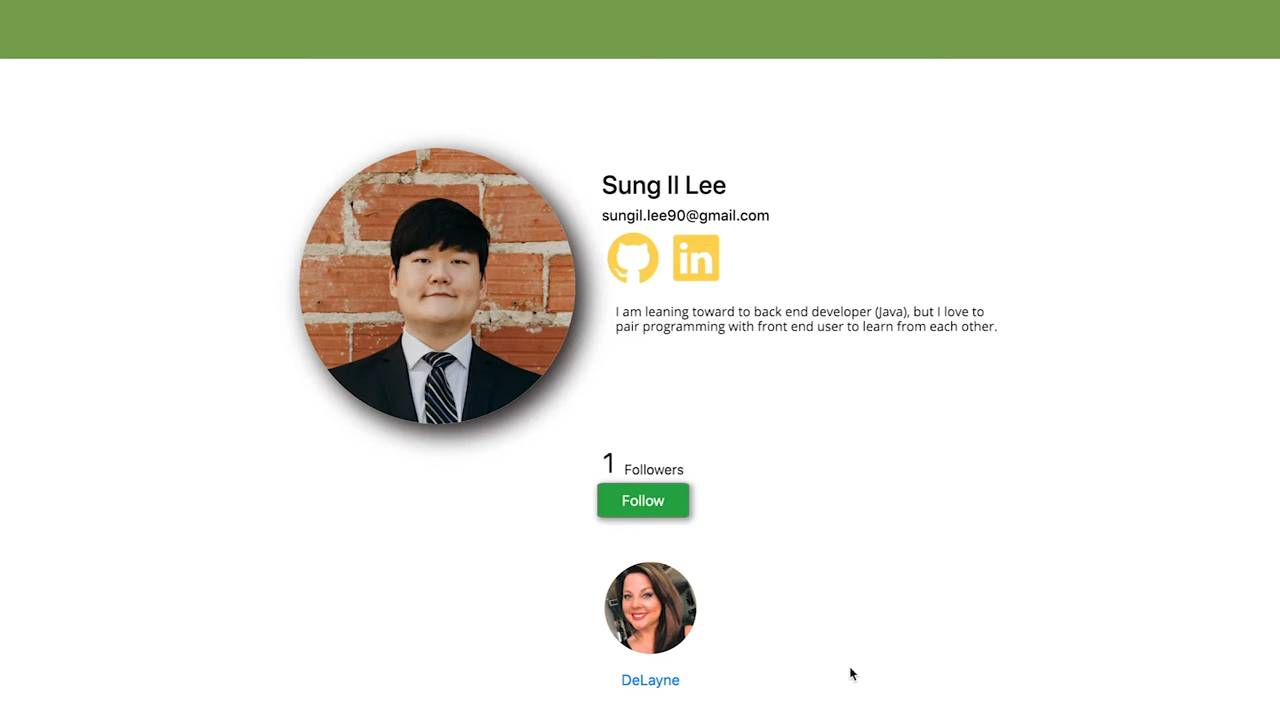 Sung Il Lee
sungil.lee90@gmail.com
in
I am leaning toward to back end developer (Java), but I love to
pair programming with front end user to learn from each other.
1 Followers
Follow
DeLayne